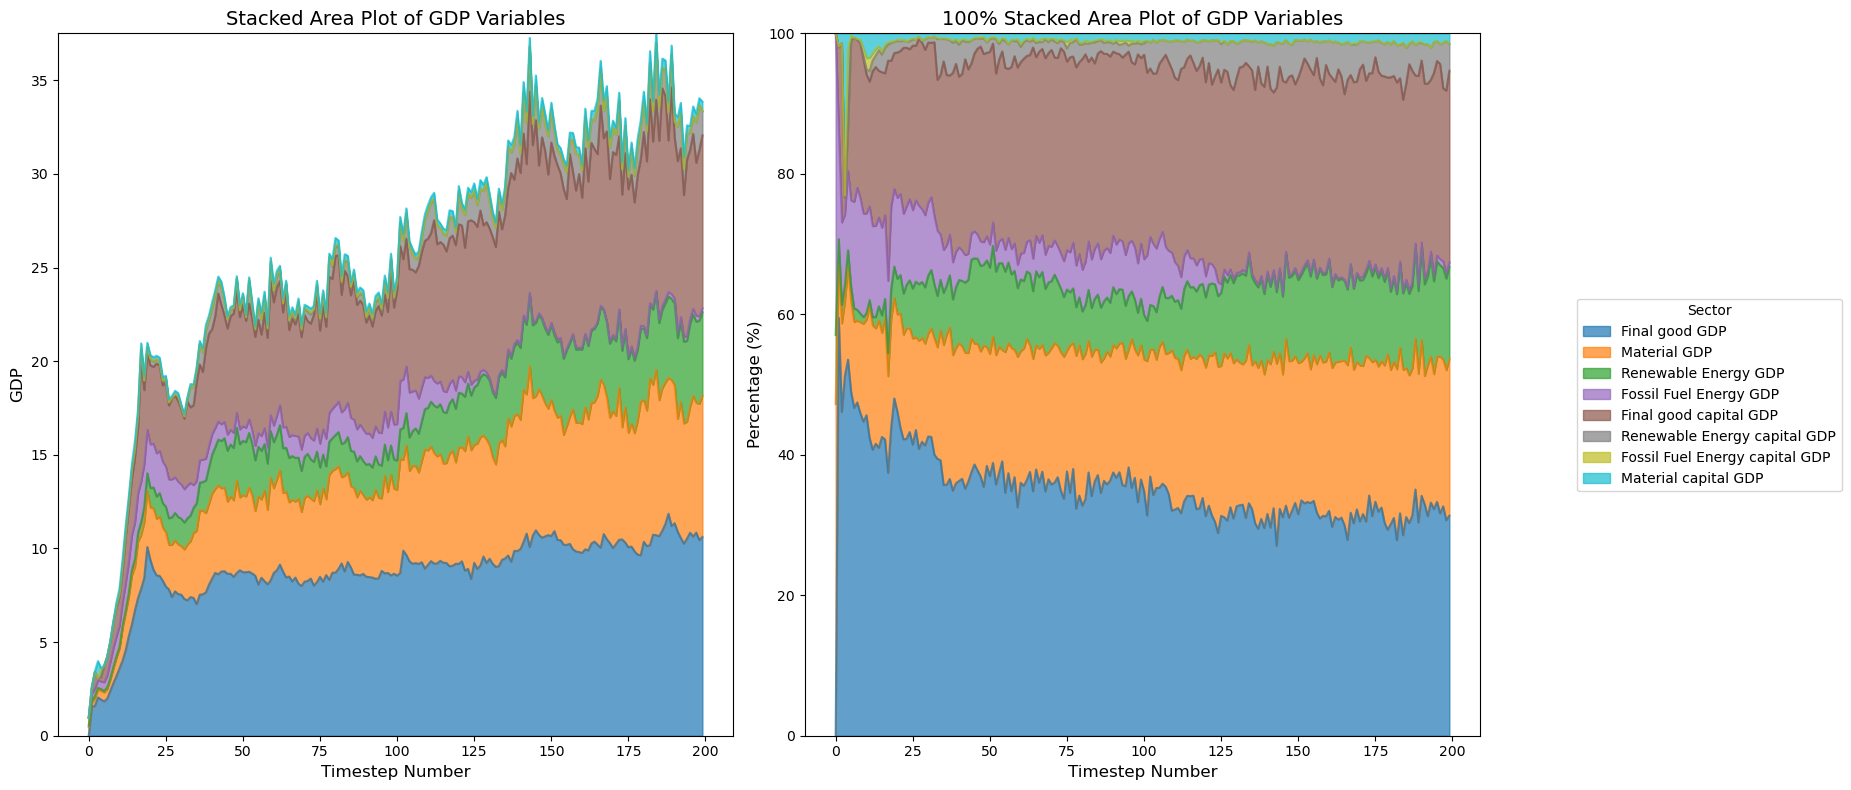 Stacked Area Plot of GDP Variables
GDP
35
30
25
20
15
10
5
0
0 25 50 75 100 125 150 175 200
Timestep Number
100% Stacked Area Plot of GDP Variables
Percentage (%)
100
80
60
40
20
0
0 25 50 75 100 125 150 175 200
Timestep Number
Sector
Final good GDP
Material GDP
Renewable Energy GDP
Fossil Fuel Energy GDP
Final good capital GDP
Renewable Energy capital GDP
Fossil Fuel Energy capital GDP
Material capital GDP